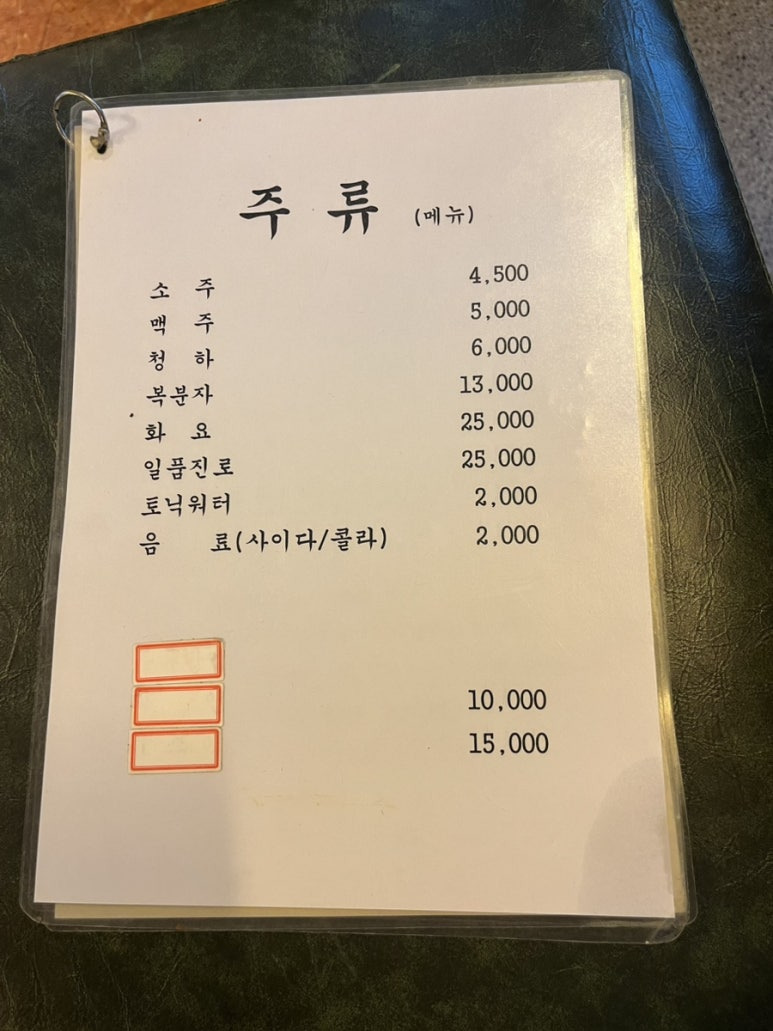 주 류 (메뉴)
소 주 4,500
맥 주 5,000
청 하 6,000
복분자 13,000
화 요 25,000
일품진로 25,000
토닉워터 2,000
음 료(사이다/콜라) 2,000
10,000
15,000